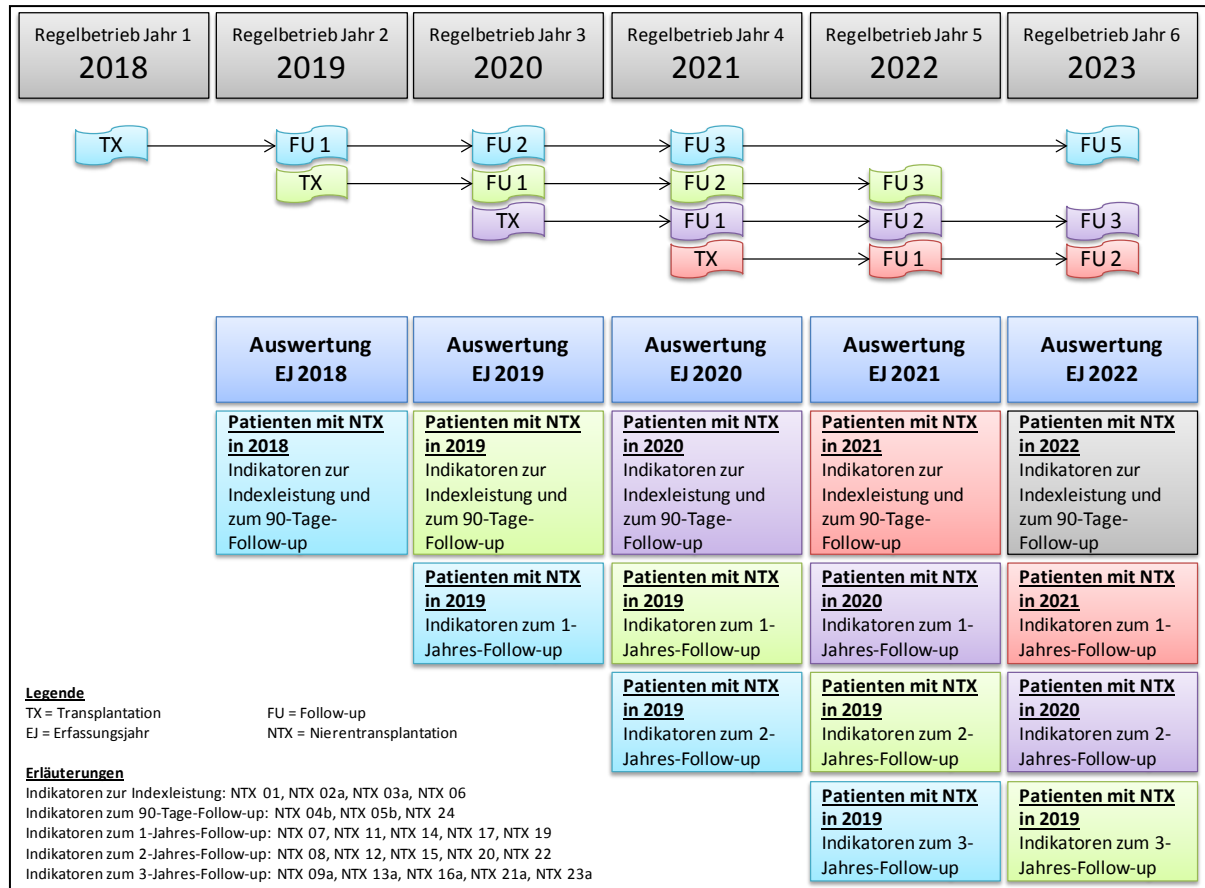 Regelbetrieb Jahr 1
2018
Regelbetrieb Jahr 2
2019
Regelbetrieb Jahr 3
2020
Regelbetrieb Jahr 4
2021
Regelbetrieb Jahr 5
2022
Regelbetrieb Jahr 6
2023
TX
FU 1
FU 2
FU 3
FU 5
TX
FU 1
FU 2
FU 3
TX
FU 1
FU 2
FU 3
TX
FU 1
FU 2
Auswertung
EJ 2018
Auswertung
EJ 2019
Auswertung
EJ 2020
Auswertung
EJ 2021
Auswertung
EJ 2022
Patienten mit NTX
in 2018
Indikatoren zur
Indexleistung und
zum 90-Tage-
Follow-up
Patienten mit NTX
in 2019
Indikatoren zur
Indexleistung und
zum 90-Tage-
Follow-up
Patienten mit NTX
in 2020
Indikatoren zur
Indexleistung und
zum 90-Tage-
Follow-up
Patienten mit NTX
in 2021
Indikatoren zur
Indexleistung und
zum 90-Tage-
Follow-up
Patienten mit NTX
in 2022
Indikatoren zur
Indexleistung und
zum 90-Tage-
Follow-up
Patienten mit NTX
in 2019
Indikatoren zum 1-
Jahres-Follow-up
Patienten mit NTX
in 2019
Indikatoren zum 1-
Jahres-Follow-up
Patienten mit NTX
in 2020
Indikatoren zum 1-
Jahres-Follow-up
Patienten mit NTX
in 2021
Indikatoren zum 1-
Jahres-Follow-up
Patienten mit NTX
in 2019
Indikatoren zum 2-
Jahres-Follow-up
Patienten mit NTX
in 2019
Indikatoren zum 2-
Jahres-Follow-up
Patienten mit NTX
in 2020
Indikatoren zum 2-
Jahres-Follow-up
Patienten mit NTX
in 2019
Indikatoren zum 3-
Jahres-Follow-up
Patienten mit NTX
in 2019
Indikatoren zum 3-
Jahres-Follow-up
Legende
TX = Transplantation FU = Follow-up
EJ = Erfassungsjahr NTX = Nierentransplantation
Erläuterungen
Indikatoren zur Indexleistung: NTX 01, NTX 02a, NTX 03a, NTX 06
Indikatoren zum 90-Tage-Follow-up: NTX 04b, NTX 05b, NTX 24
Indikatoren zum 1-Jahres-Follow-up: NTX 07, NTX 11, NTX 14, NTX 17, NTX 19
Indikatoren zum 2-Jahres-Follow-up: NTX 08, NTX 12, NTX 15, NTX 20, NTX 22
Indikatoren zum 3-Jahres-Follow-up: NTX 09a, NTX 13a, NTX 16a, NTX 21a, NTX 23a